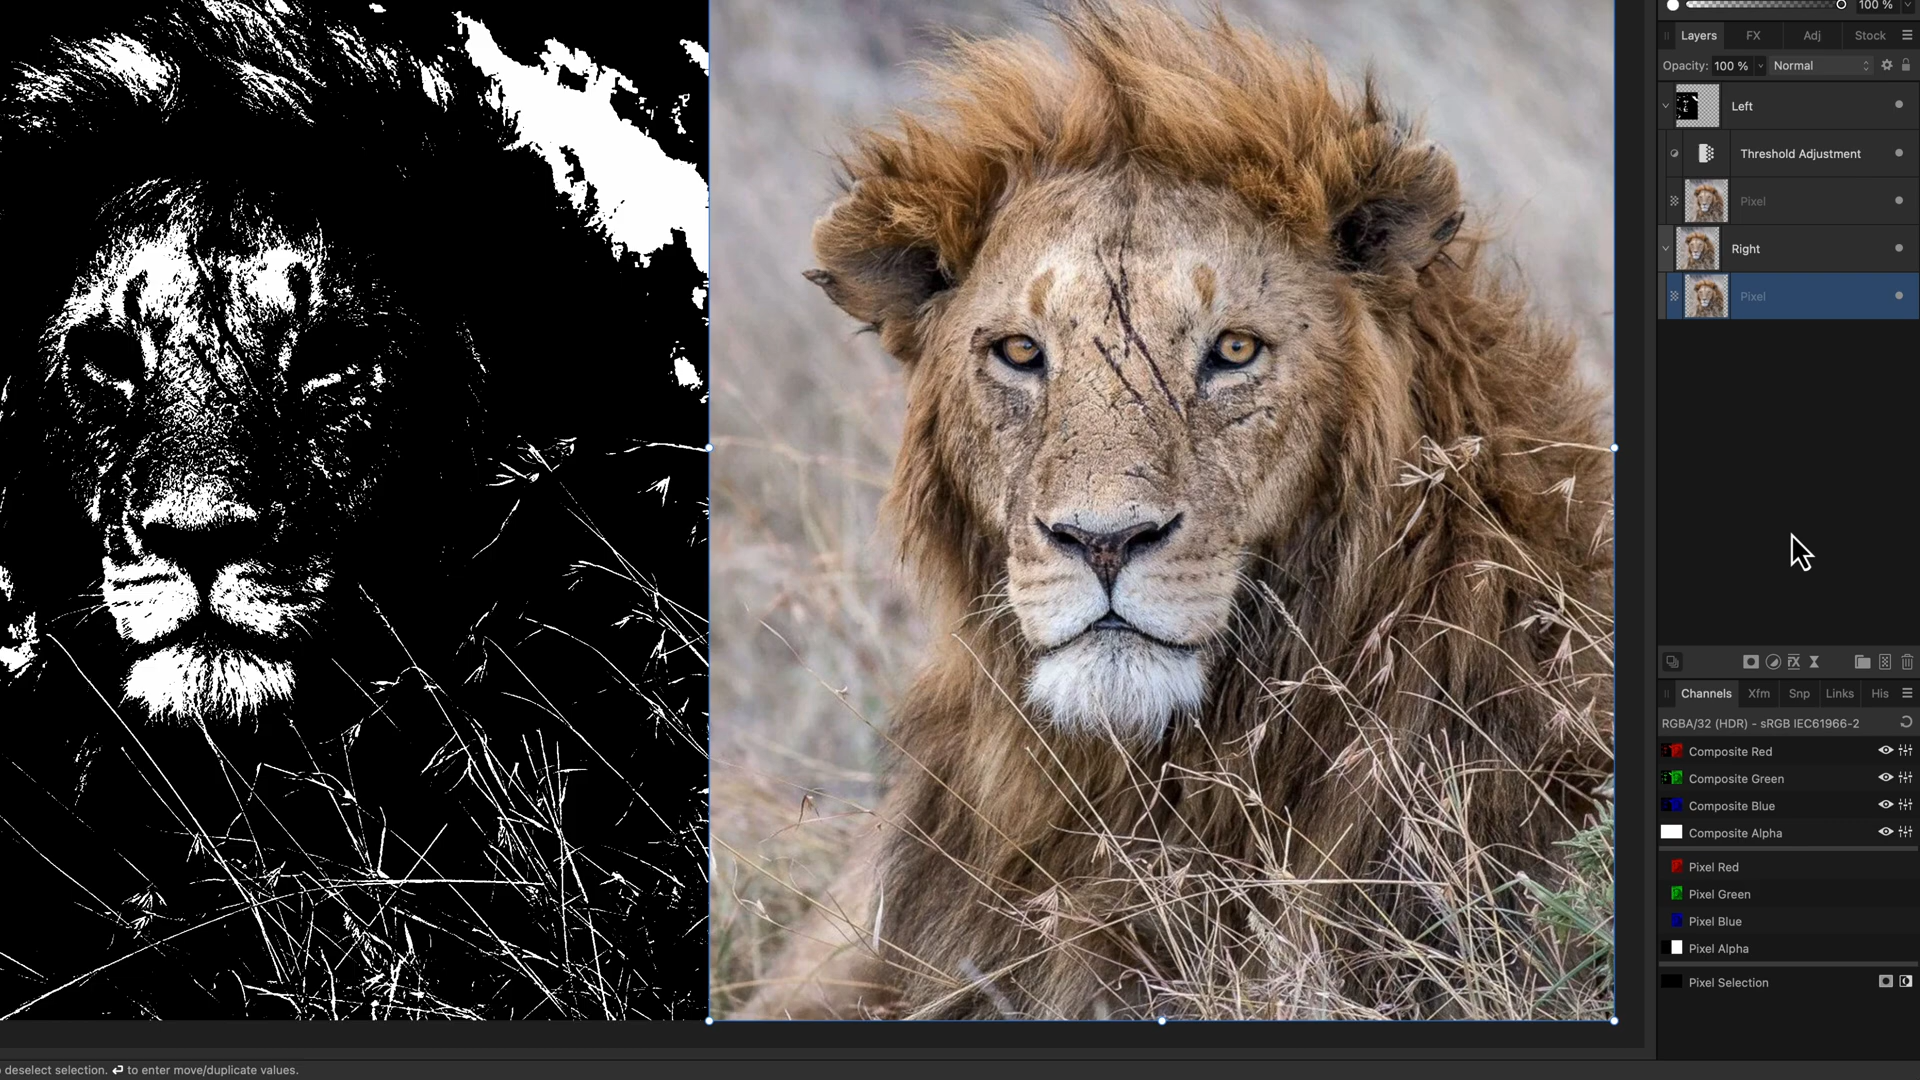 100 %
Layers FX Adj Stock
Opacity: 100 % Normal
Left
Threshold Adjustment
Pixel
Right
Pixel
Channels Xfm Snp Links His
RGBA/32 (HDR) - sRGB IEC61966-2
Composite Red
Composite Green
Composite Blue
Composite Alpha
Pixel Red
Pixel Green
Pixel Blue
Pixel Alpha
Pixel Selection
deselect selection. ↵ to enter move/duplicate values.